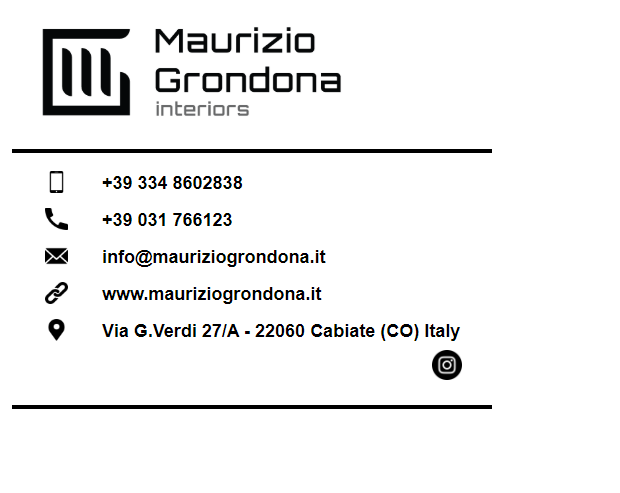 Maurizio
Grondona
interiors
+39 334 8602838
+39 031 766123
info@mauriziogrondona.it
www.mauriziogrondona.it
Via G.Verdi 27/A - 22060 Cabiate (CO) Italy